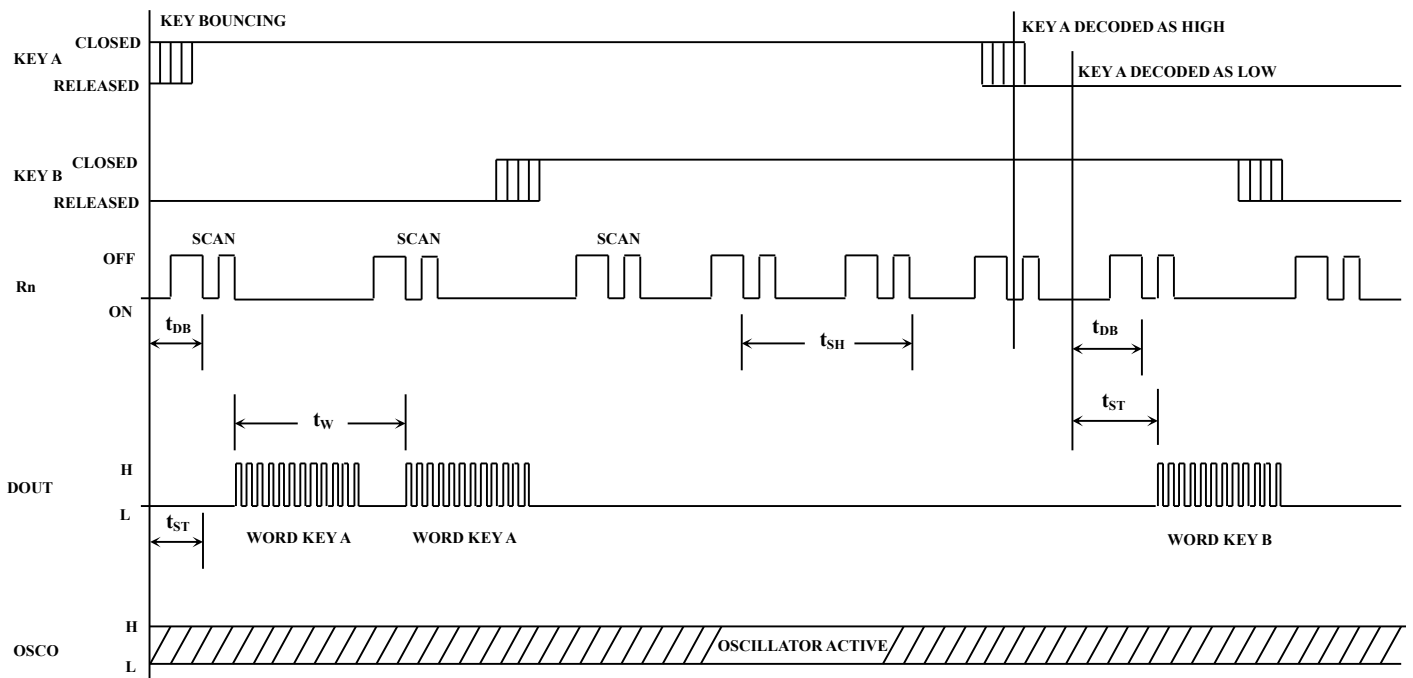 KEY BOUNCING
KEY A DECODED AS HIGH
CLOSED
KEY A
KEY A DECODED AS LOW
RELEASED
CLOSED
KEY B
RELEASED
SCAN
SCAN
SCAN
OFF
Rn
ON
tDB
tSH
tDB
tST
tW
H
DOUT
L
tST
WORD KEY A
WORD KEY A
WORD KEY B
H
OSCO
OSCILLATOR ACTIVE
L